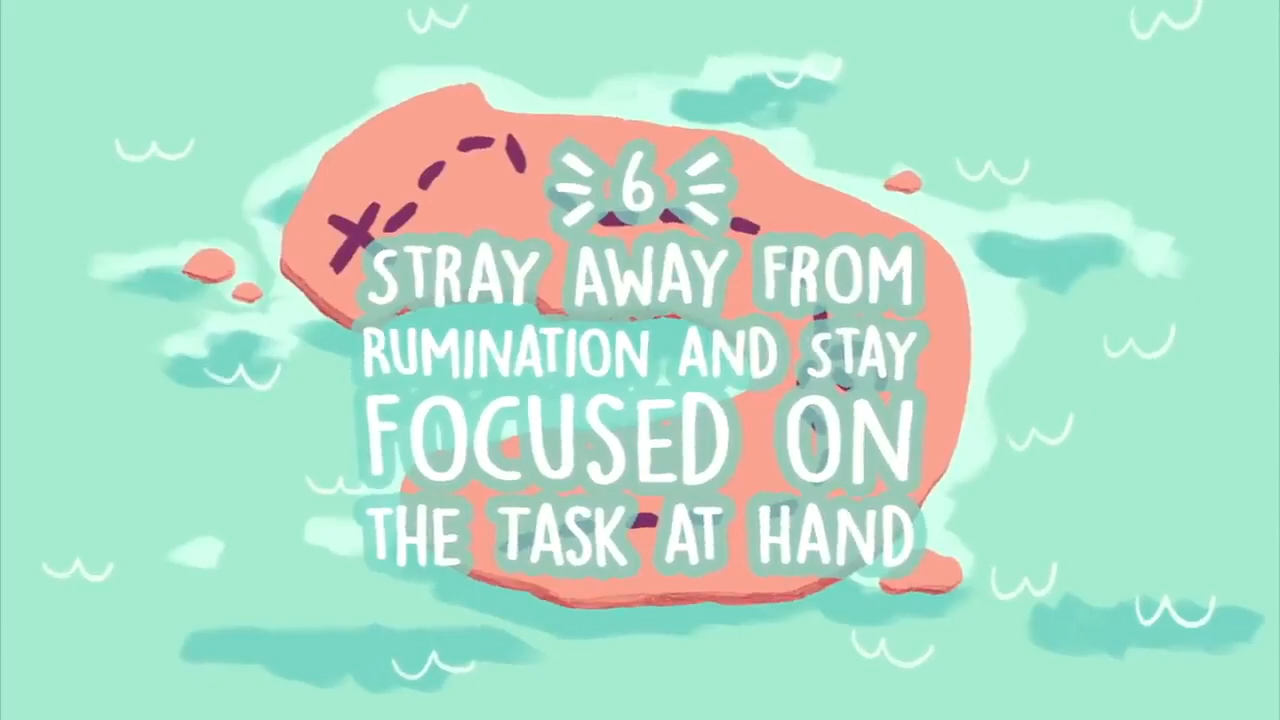 6
STRAY AWAY FROM
RUMINATION AND STAY
FOCUSED ON
THE TASK AT HAND